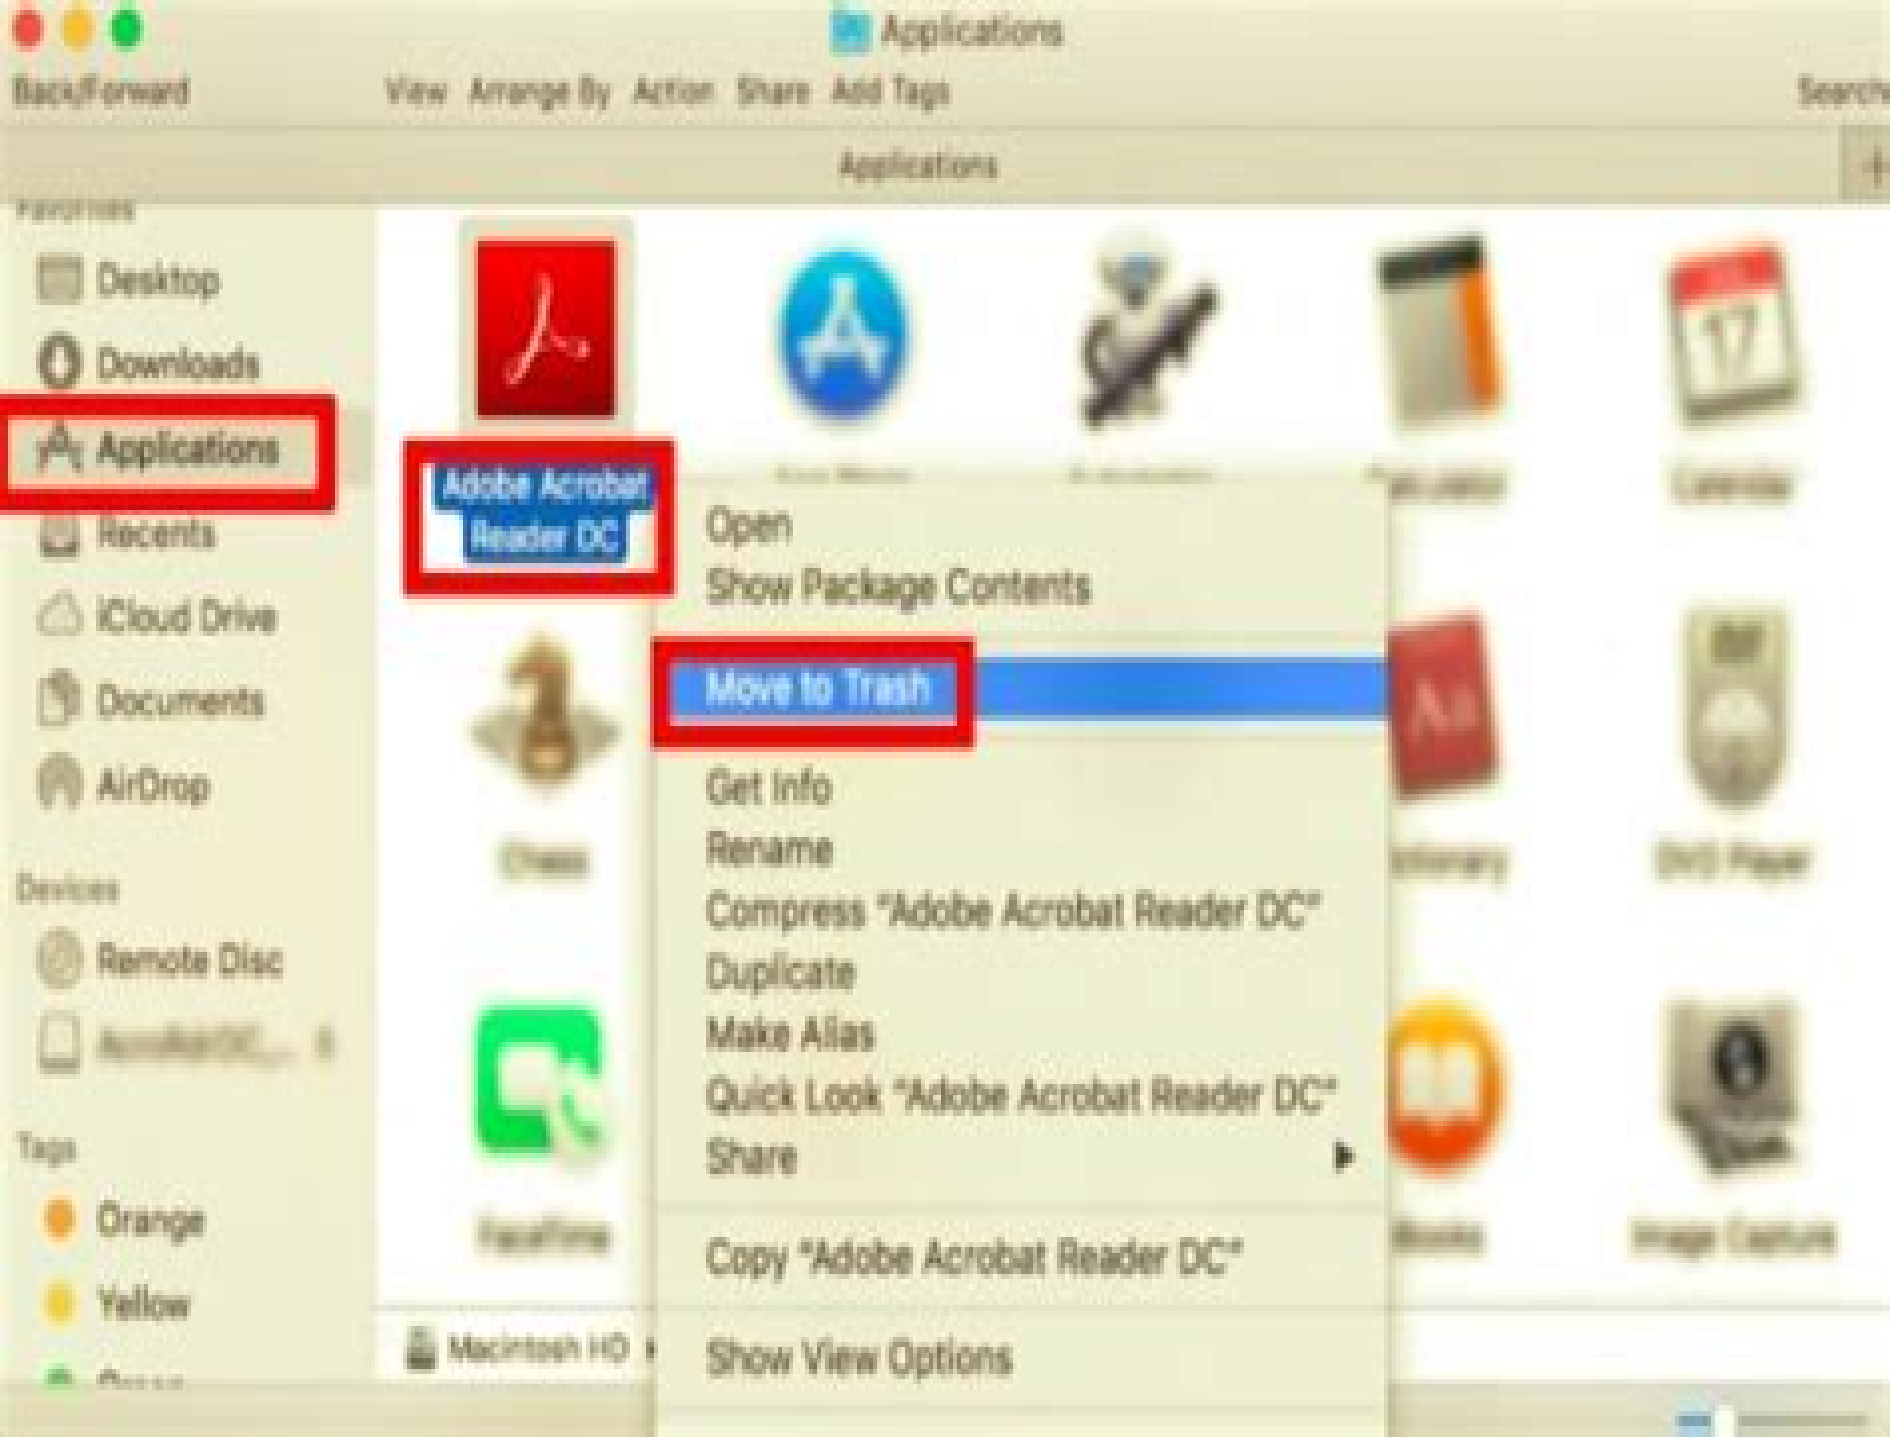 Applications
Back/Forward
View Arrange By Action Share Add Tags
Applications
+
Favorites
Desktop
Downloads
Applications
Recents
iCloud Drive
Documents
AirDrop
Devices
Remote Disc
Tags
Orange
Yellow
17
Adobe Acrobat
Reader DC
Calendar
Chess
DVD Player
FaceTime
Image Capture
Open
Show Package Contents
Move to Trash
Get Info
Rename
Compress "Adobe Acrobat Reader DC"
Duplicate
Make Alias
Quick Look "Adobe Acrobat Reader DC"
Share
Copy "Adobe Acrobat Reader DC"
Show View Options
Macintosh HD